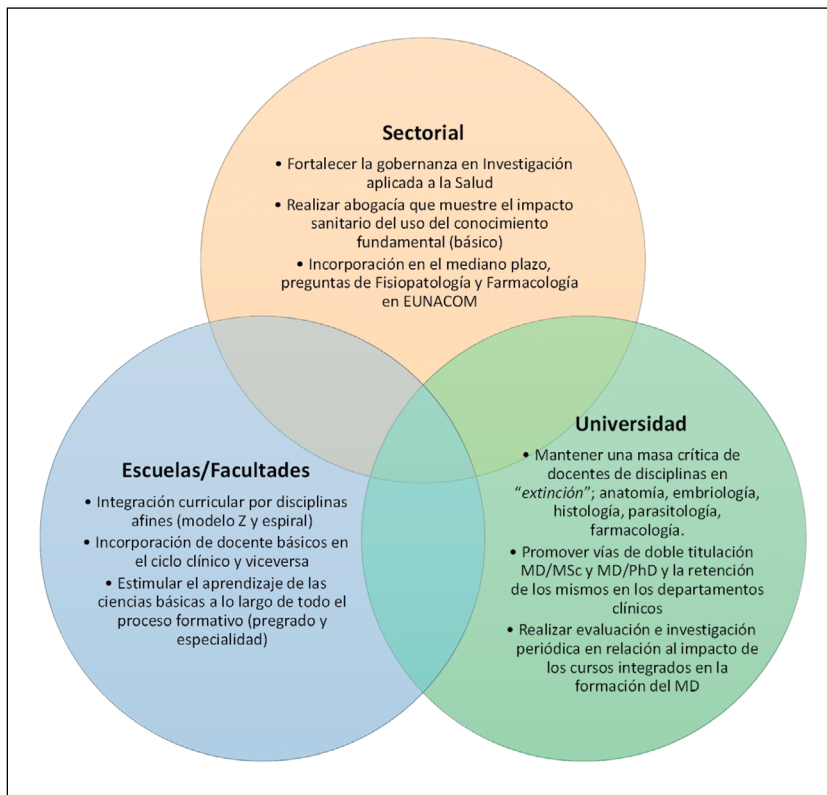 Sectorial
• Fortalecer la gobernanza en Investigación
aplicada a la Salud
• Realizar abogacía que muestre el impacto
sanitario del uso del conocimiento
fundamental (básico)
• Incorporación en el mediano plazo,
preguntas de Fisiopatología y Farmacología
en EUNACOM
Escuelas/Facultades
• Integración curricular por disciplinas
afines (modelo Z y espiral)
• Incorporación de docente básicos en
el ciclo clínico y viceversa
• Estimular el aprendizaje de las
ciencias básicas a lo largo de todo el
proceso formativo (pregrado y
especialidad)
Universidad
• Mantener una masa crítica de
docentes de disciplinas en
“extinción”; anatomía, embriología,
histología, parasitología,
farmacología.
• Promover vías de doble titulación
MD/MSc y MD/PhD y la retención
de los mismos en los departamentos
clínicos
• Realizar evaluación e investigación
periódica en relación al impacto de
los cursos integrados en la
formación del MD